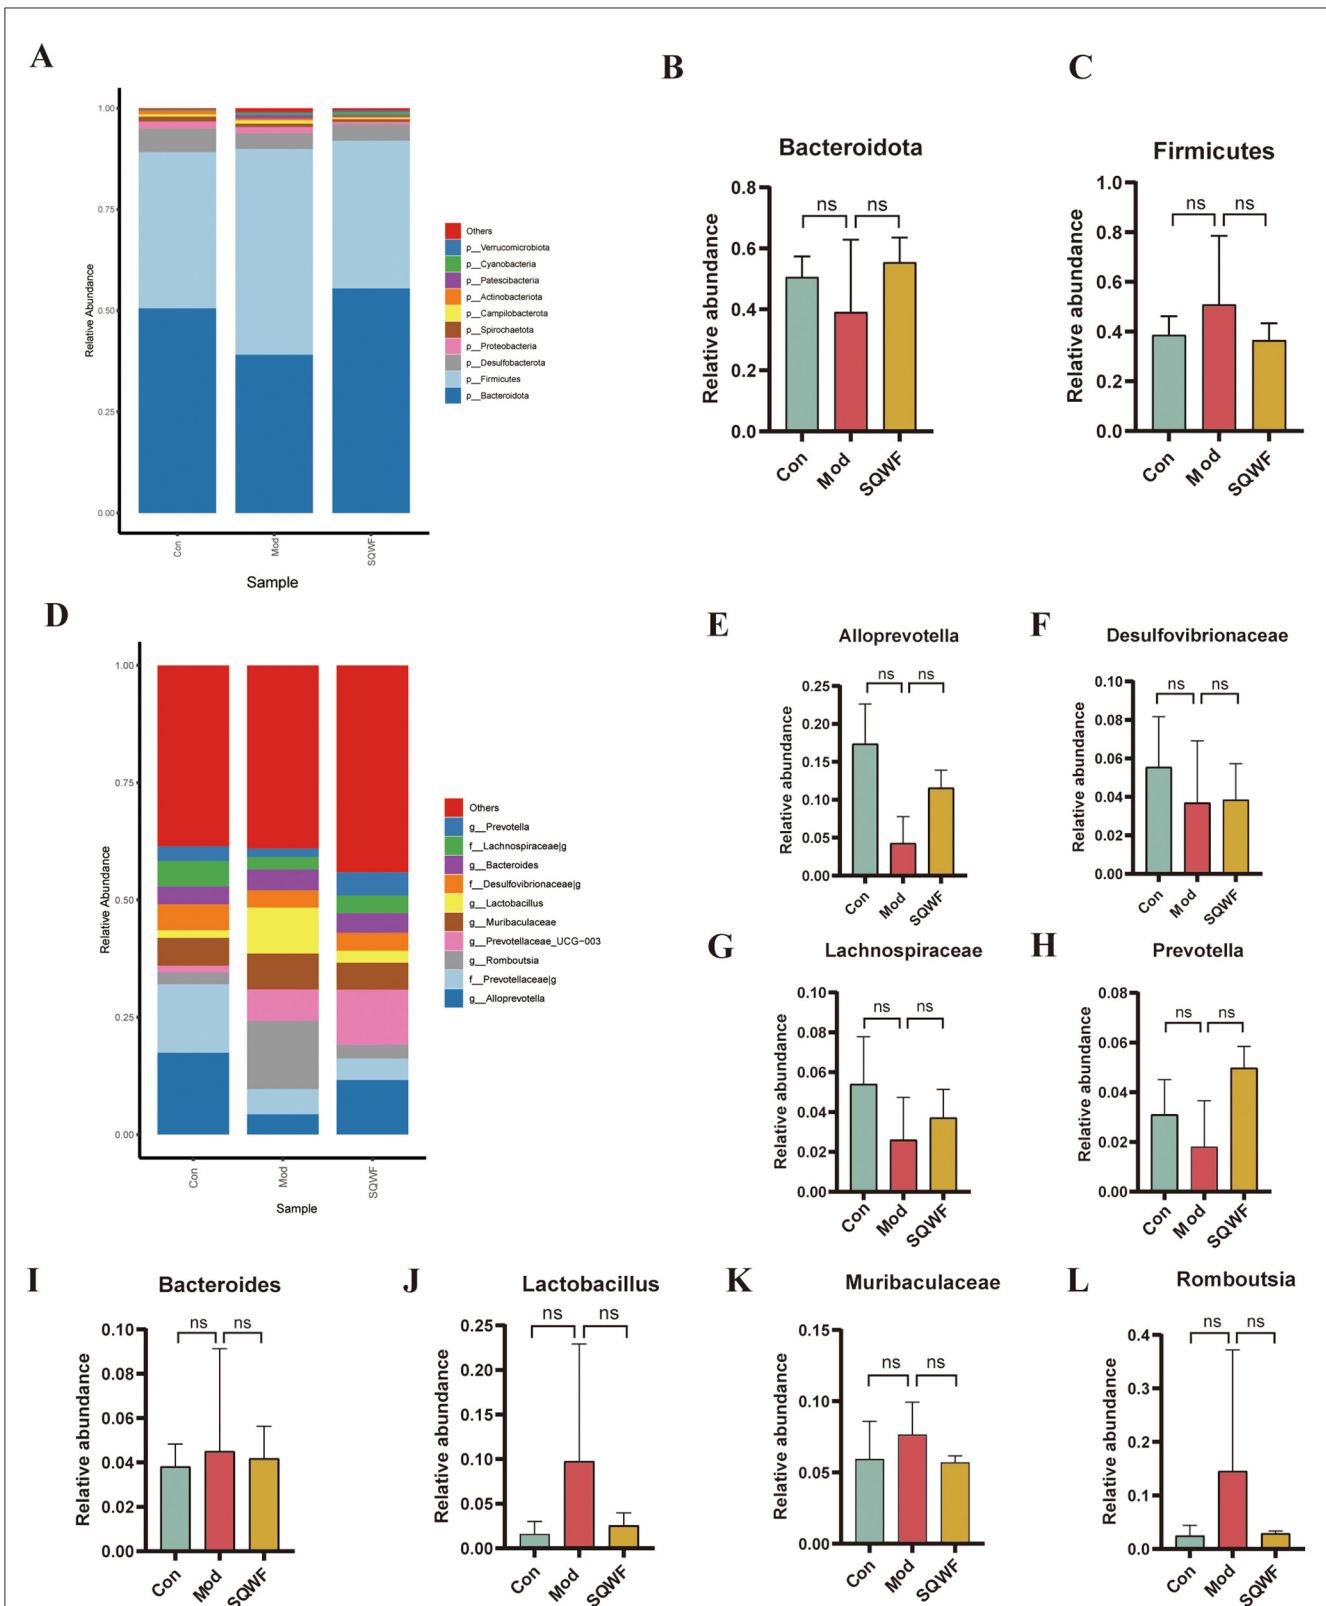 A
1.00
0.75
0.50
0.25
0.00
Relative Abundance
Con
Mod
SQWF
Sample
Others
p__Verrucomicrobiota
p__Cyanobacteria
p__Patescibacteria
p__Actinobacteriota
p__Campilobacterota
p__Spirochaetota
p__Proteobacteria
p__Desulfobacterota
p__Firmicutes
p__Bacteroidota
B
Bacteroidota
ns ns
0.8
0.6
0.4
0.2
0.0
Relative abundance
Con
Mod
SQWF
C
Firmicutes
ns ns
1.0
0.8
0.6
0.4
0.2
0.0
Relative abundance
Con
Mod
SQWF
D
1.00
0.75
0.50
0.25
0.00
Relative Abundance
Con
Mod
SQWF
Sample
Others
g__Prevotella
f__Lachnospiraceae|g
g__Bacteroides
f__Desulfovibrionaceae|g
g__Lactobacillus
g__Muribaculaceae
g__Prevotellaceae_UCG-003
g__Romboutsia
f__Prevotellaceae|g
g__Alloprevotella
E
Alloprevotella
ns ns
0.25
0.20
0.15
0.10
0.05
0.00
Relative abundance
Con
Mod
SQWF
F
Desulfovibrionaceae
ns ns
0.10
0.08
0.06
0.04
0.02
0.00
Relative abundance
Con
Mod
SQWF
G
Lachnospiraceae
ns ns
0.10
0.08
0.06
0.04
0.02
0.00
Relative abundance
Con
Mod
SQWF
H
Prevotella
ns ns
0.08
0.06
0.04
0.02
0.00
Relative abundance
Con
Mod
SQWF
I
Bacteroides
ns ns
0.10
0.08
0.06
0.04
0.02
0.00
Relative abundance
Con
Mod
SQWF
J
Lactobacillus
ns ns
0.25
0.20
0.15
0.10
0.05
0.00
Relative abundance
Con
Mod
SQWF
K
Muribaculaceae
ns ns
0.15
0.10
0.05
0.00
Relative abundance
Con
Mod
SQWF
L
Romboutsia
ns ns
0.4
0.3
0.2
0.1
0.0
Relative abundance
Con
Mod
SQWF